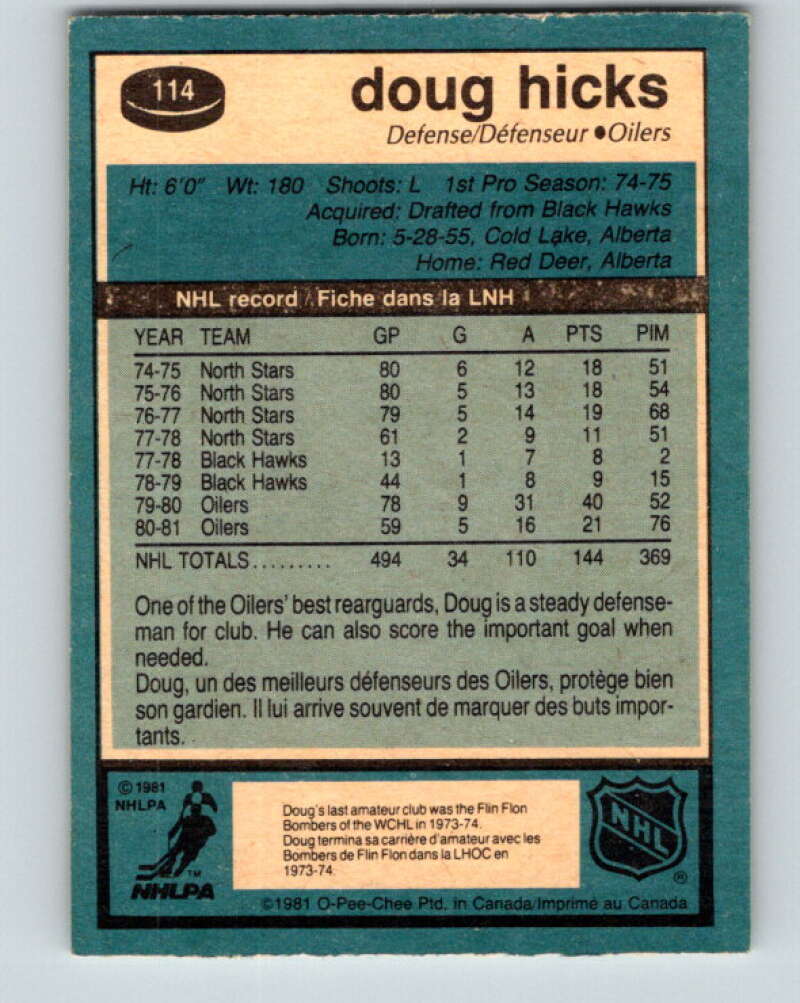 114
doug hicks
Defense/Défenseur ●Oilers
Ht: 6'0" Wt: 180 Shoots: L 1st Pro Season: 74-75
Acquired: Drafted from Black Hawks
Born: 5-28-55, Cold Lake, Alberta
Home: Red Deer, Alberta
NHL record / Fiche dans la LNH
YEAR TEAM GP G A PTS PIM
74-75 North Stars 80 6 12 18 51
75-76 North Stars 80 5 13 18 54
76-77 North Stars 79 5 14 19 68
77-78 North Stars 61 2 9 11 51
77-78 Black Hawks 13 1 7 8 2
78-79 Black Hawks 44 1 8 9 15
79-80 Oilers 78 9 31 40 52
80-81 Oilers 59 5 16 21 76
NHL TOTALS......... 494 34 110 144 369
One of the Oilers' best rearguards, Doug is a steady defense-
man for club. He can also score the important goal when
needed.
Doug, un des meilleurs défenseurs des Oilers, protège bien
son gardien. Il lui arrive souvent de marquer des buts impor-
tants.
© 1981
NHLPA
TM
NHLPA
Doug's last amateur club was the Flin Flon
Bombers of the WCHL in 1973-74.
Doug termina sa carrière d'amateur avec les
Bombers de Flin Flon dans la LHOC en
1973-74
NHL
®
©1981 O-Pee-Chee Ptd. in Canada/Imprimé au Canada